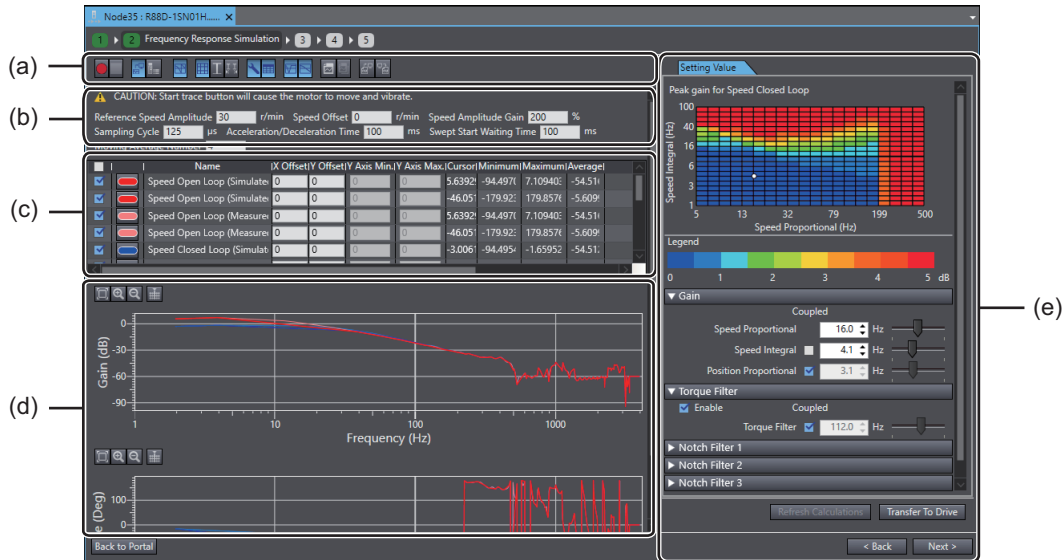 Node35 : R88D-1SN01H...... ×
1 2 Frequency Response Simulation 3 4 5
(a)
(b)
CAUTION: Start trace button will cause the motor to move and vibrate.
Reference Speed Amplitude 30 r/min Speed Offset 0 r/min Speed Amplitude Gain 200 %
Sampling Cycle 125 µs Acceleration/Deceleration Time 100 ms Swept Start Waiting Time 100 ms
(c)
Name X Offset Y Offset Y Axis Min. Y Axis Max. Cursor Minimum Maximum Average
Speed Open Loop (Simulate 0 0 0 0 5.6392 -94.4970 7.109403 -54.516
Speed Open Loop (Simulate 0 0 0 0 -46.051 -179.923 179.8576 -5.6099
Speed Open Loop (Measure 0 0 0 0 5.6392 -94.4970 7.109403 -54.516
Speed Open Loop (Measure 0 0 0 0 -46.051 -179.923 179.8576 -5.6099
Speed Closed Loop (Simulat 0 0 0 0 -3.0061 -94.4954 -1.65952 -54.512
(d)
Gain (dB)
0
-30
-60
-90
1 10 100 1000
Frequency (Hz)
e (Deg)
100
0
Back to Portal
(e)
Setting Value
Peak gain for Speed Closed Loop
Speed Integral (Hz)
100
40
16
6
3
1
5 13 32 79 199 500
Speed Proportional (Hz)
Legend
0 1 2 3 4 5 dB
Gain
Coupled
Speed Proportional 16.0 Hz
Speed Integral 4.1 Hz
Position Proportional 3.1 Hz
Torque Filter
Enable Coupled
Torque Filter 112.0 Hz
Notch Filter 1
Notch Filter 2
Notch Filter 3
Refresh Calculations Transfer To Drive
< Back Next >